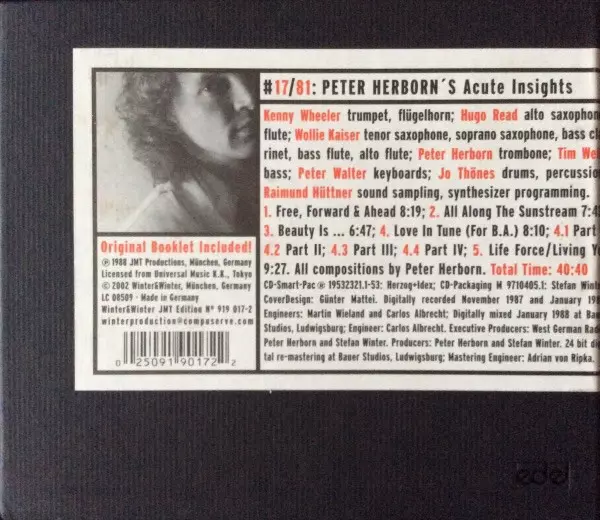 #17/81: PETER HERBORN´S Acute Insights
Kenny Wheeler trumpet, flügelhorn; Hugo Read alto saxophon
flute; Wollie Kaiser tenor saxophone, soprano saxophone, bass cl
rinet, bass flute, alto flute; Peter Herborn trombone; Tim We
bass; Peter Walter keyboards; Jo Thönes drums, percussio
Raimund Hüttner sound sampling, synthesizer programming.
1. Free, Forward & Ahead 8:19; 2. All Along The Sunstream 7:4
3. Beauty Is ... 6:47; 4. Love In Tune (For B.A.) 8:10; 4.1 Part
4.2 Part II; 4.3 Part III; 4.4 Part IV; 5. Life Force/Living Y
9:27. All compositions by Peter Herborn. Total Time: 40:40
CD-Smart-Pac ℗ 19532321.1-53: Herzog+Idex; CD-Packaging M 9710405.1: Stefan Wint
CoverDesign: Günter Mattei. Digitally recorded November 1987 and January 198
Engineers: Martin Wieland and Carlos Albrecht; Digitally mixed January 1988 at Bau
Studios, Ludwigsburg; Engineer: Carlos Albrecht. Executive Producers: West German Rad
Peter Herborn and Stefan Winter. Producers: Peter Herborn and Stefan Winter. 24 bit di
tal re-mastering at Bauer Studios, Ludwigsburg; Mastering Engineer: Adrian von Ripka.
Original Booklet Included!
℗ 1988 JMT Productions, München, Germany
Licensed from Universal Music K.K., Tokyo
© 2002 Winter&Winter, München, Germany
LC 08509 · Made in Germany
Winter&Winter JMT Edition Nº 919 017-2
winterproduction@compuserve.com
0 25091 90172 2
edel